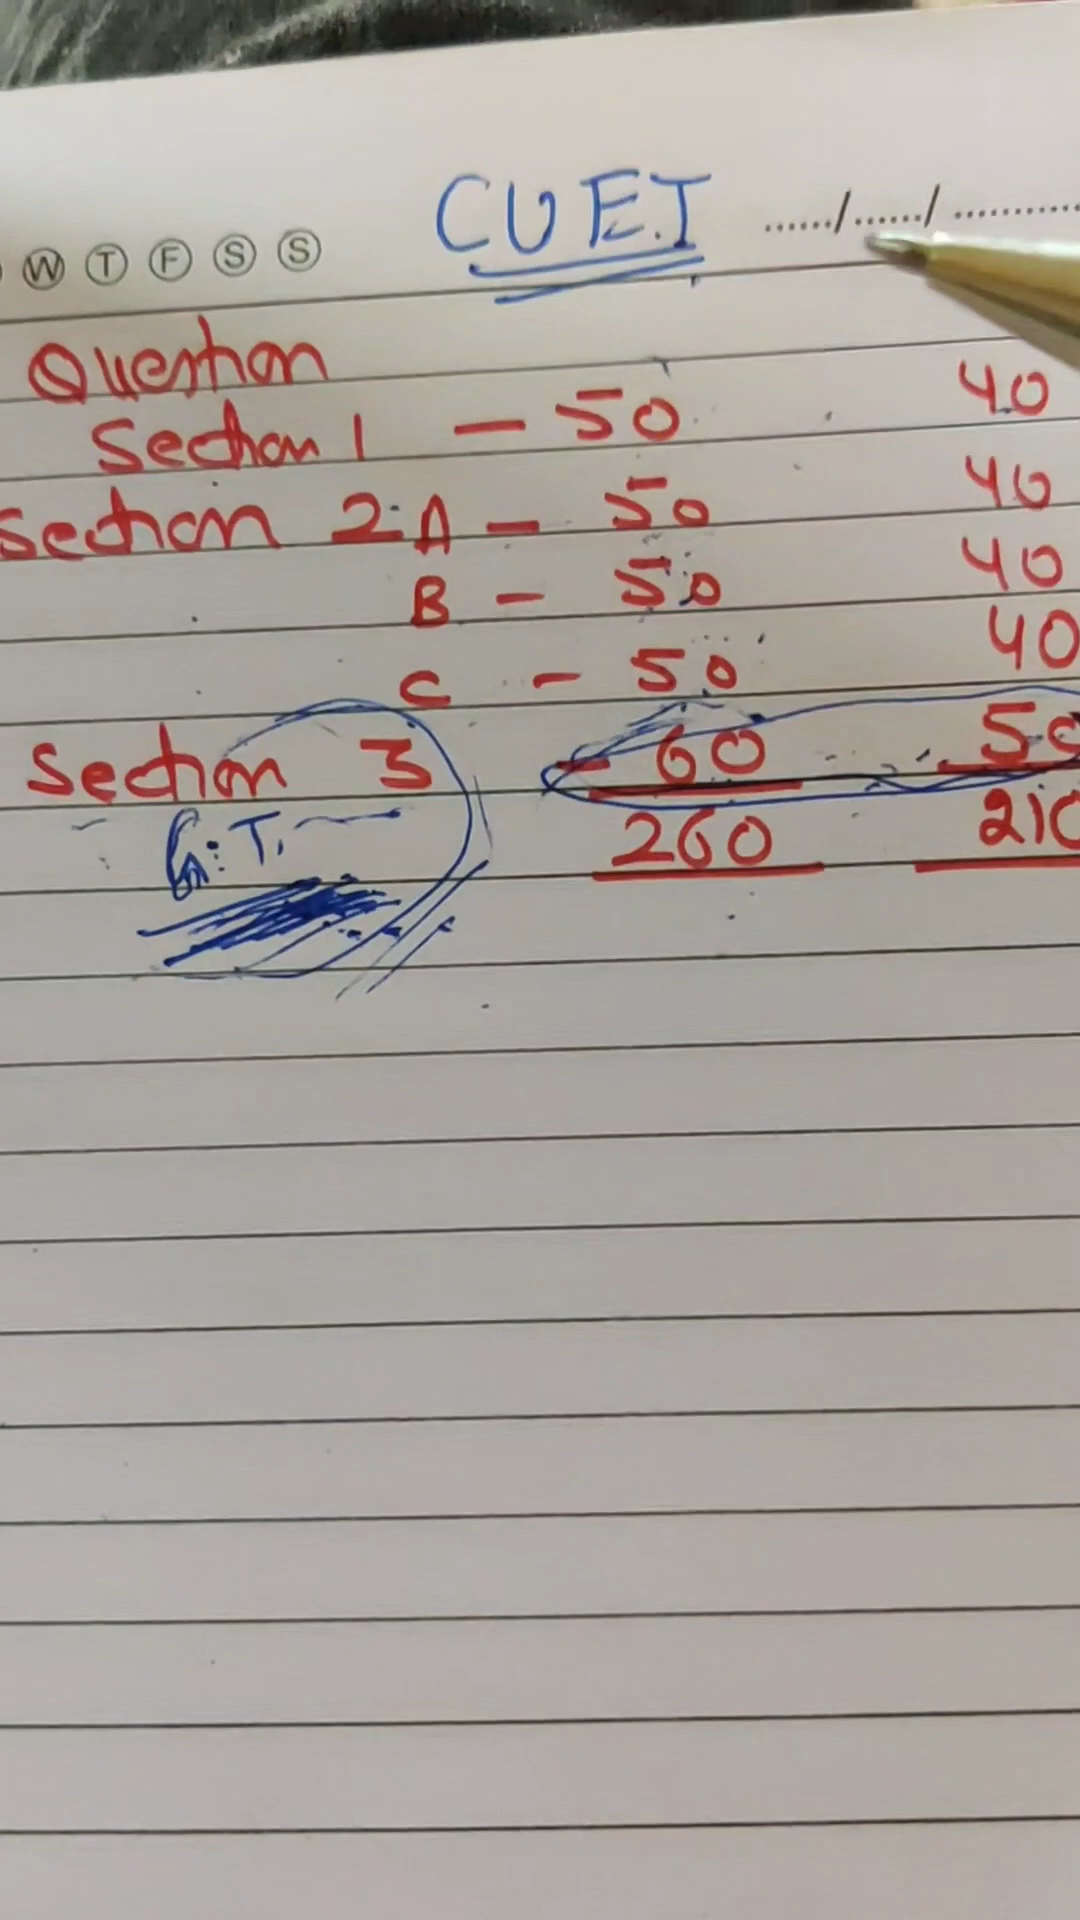 CUET ....../....../............
W T F S S
Question
Section 1 — 50 40
Section 2 A — 50 40
B — 50 40
C — 50 40
Section 3 — 60 50
G.T.
260 210